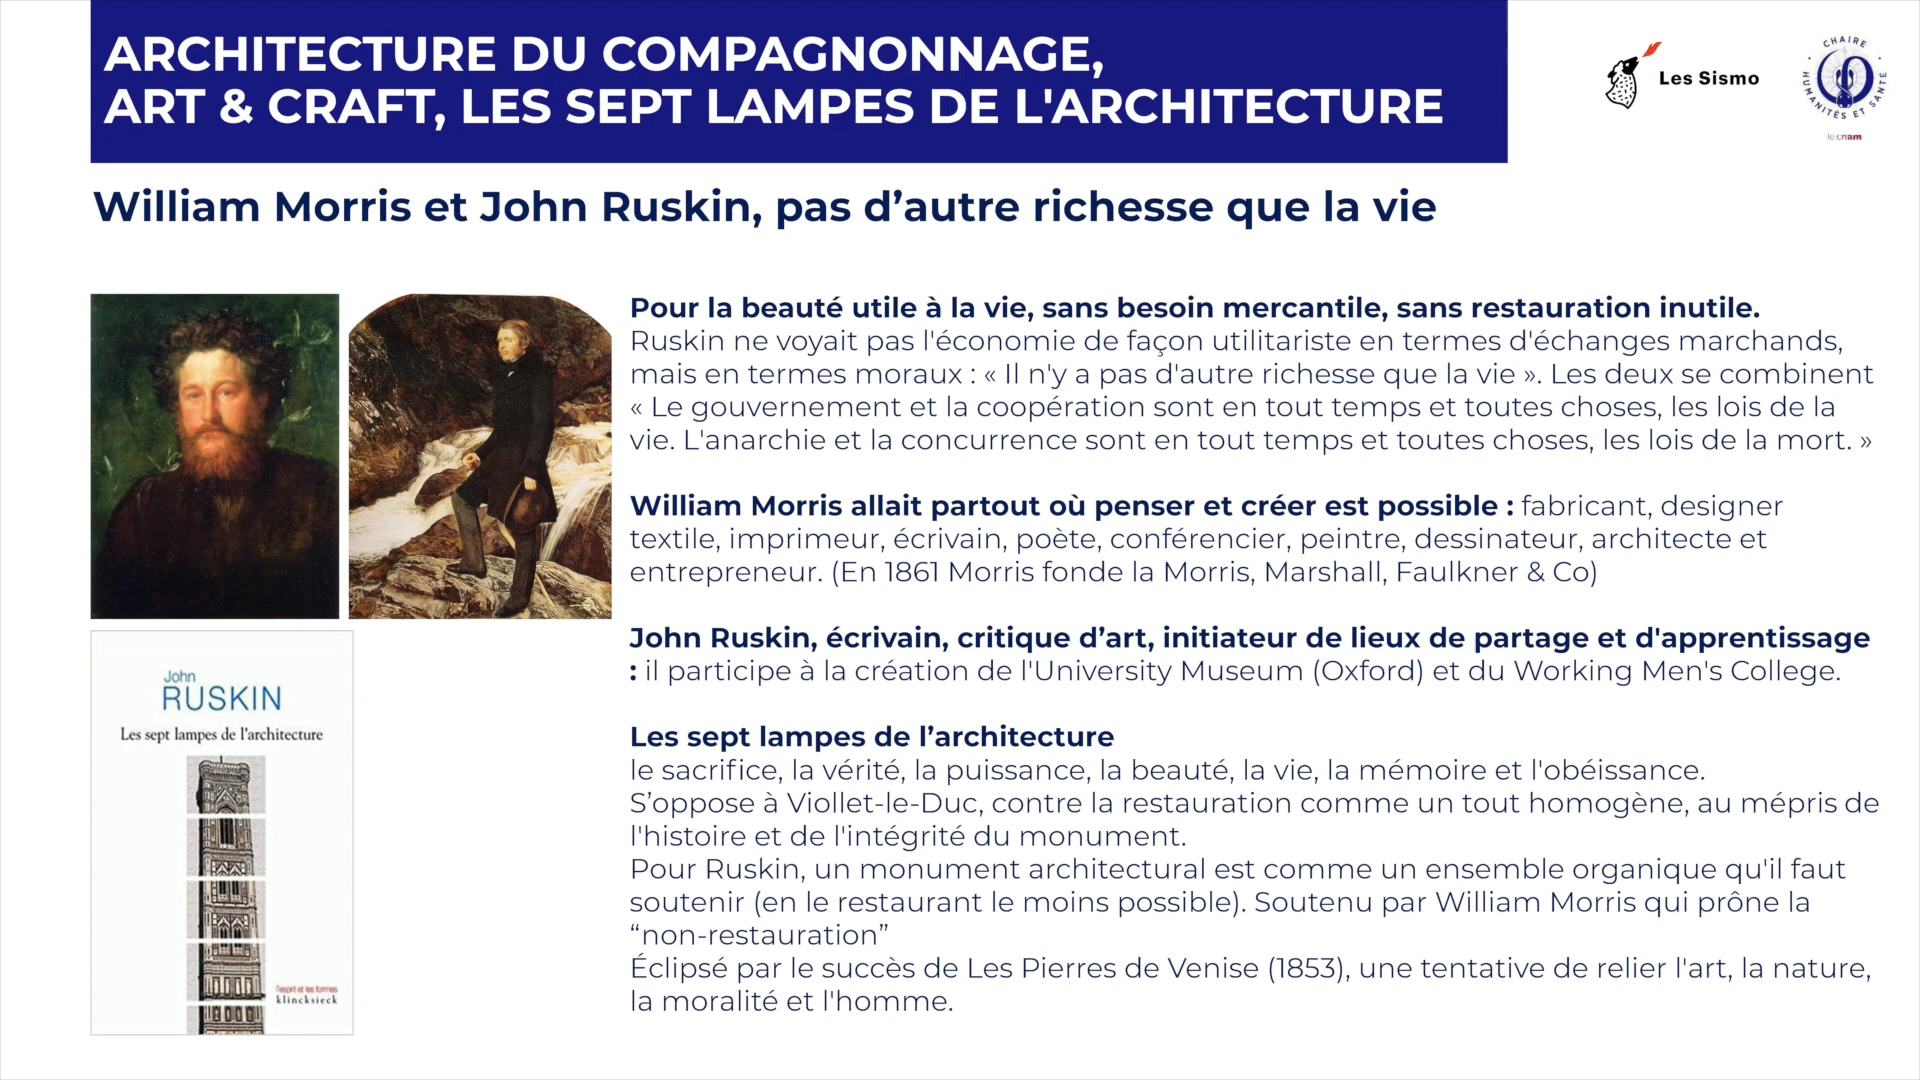 ARCHITECTURE DU COMPAGNONNAGE,
ART & CRAFT, LES SEPT LAMPES DE L'ARCHITECTURE
Les Sismo
CHAIRE
HUMANITÉS ET SANTÉ
le cnam
William Morris et John Ruskin, pas d’autre richesse que la vie
Pour la beauté utile à la vie, sans besoin mercantile, sans restauration inutile.
Ruskin ne voyait pas l'économie de façon utilitariste en termes d'échanges marchands,
mais en termes moraux : « Il n'y a pas d'autre richesse que la vie ». Les deux se combinent
« Le gouvernement et la coopération sont en tout temps et toutes choses, les lois de la
vie. L'anarchie et la concurrence sont en tout temps et toutes choses, les lois de la mort. »
William Morris allait partout où penser et créer est possible : fabricant, designer
textile, imprimeur, écrivain, poète, conférencier, peintre, dessinateur, architecte et
entrepreneur. (En 1861 Morris fonde la Morris, Marshall, Faulkner & Co)
John Ruskin, écrivain, critique d’art, initiateur de lieux de partage et d'apprentissage
: il participe à la création de l'University Museum (Oxford) et du Working Men's College.
Les sept lampes de l’architecture
le sacrifice, la vérité, la puissance, la beauté, la vie, la mémoire et l'obéissance.
S’oppose à Viollet-le-Duc, contre la restauration comme un tout homogène, au mépris de
l'histoire et de l'intégrité du monument.
Pour Ruskin, un monument architectural est comme un ensemble organique qu'il faut
soutenir (en le restaurant le moins possible). Soutenu par William Morris qui prône la
“non-restauration”
Éclipsé par le succès de Les Pierres de Venise (1853), une tentative de relier l'art, la nature,
la moralité et l'homme.
John
RUSKIN
Les sept lampes de l'architecture
l'esprit et les formes
klincksieck